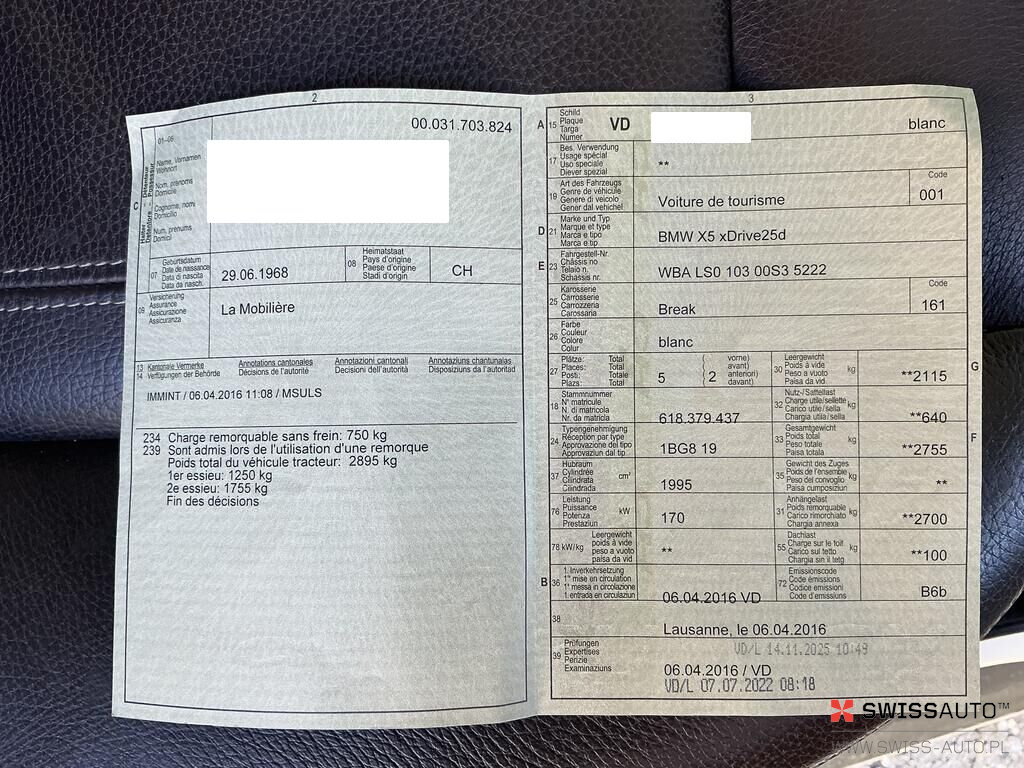 2
00.031.703.824
01–06
Name, Vornamen
Wohnort
Nom, prénoms
Domicile
Cognome, nomi
Domicilio
Num, prenums
Domicil
C
Halter – Détenteur
Detentore – Possessur
07
Geburtsdatum
Date de naissance
Data di nascita
Data da nasch.
29.06.1968
08
Heimatstaat
Pays d'origine
Paese d'origine
Stadi d'origin
CH
09
Versicherung
Assurance
Assicurazione
Assicuranza
La Mobilière
13 Kantonale Vermerke
14 Verfügungen der Behörde
Annotations cantonales
Décisions de l'autorité
Annotazioni cantonali
Decisioni dell'autorità
Annotaziuns chantunalas
Disposiziuns da l'autoritad
IMMINT / 06.04.2016 11:08 / MSULS
234 Charge remorquable sans frein: 750 kg
239 Sont admis lors de l'utilisation d'une remorque
Poids total du véhicule tracteur: 2895 kg
1er essieu: 1250 kg
2e essieu: 1755 kg
Fin des décisions
3
A 15
Schild
Plaque
Targa
Numer
VD
blanc
17
Bes. Verwendung
Usage spécial
Uso speciale
Diever spezial
**
19
Art des Fahrzeugs
Genre de véhicule
Genere di veicolo
Gener dal vehichel
Voiture de tourisme
Code
001
D 21
Marke und Typ
Marque et type
Marca e tipo
Marca e tip
BMW X5 xDrive25d
E 23
Fahrgestell-Nr.
Châssis no
Telaio n.
Schassis nr.
WBA LS0 103 00S3 5222
25
Karosserie
Carrosserie
Carrozzeria
Carossaria
Break
Code
161
26
Farbe
Couleur
Colore
Colur
blanc
27
Plätze: Total
Places: Total
Posti: Totale
Plazs: Total
5
2
vorne)
avant)
anteriori)
davant)
30
Leergewicht
Poids à vide
Peso a vuoto
Paisa da vid
kg
**2115
G
18
Stammnummer
N° matricule
N. di matricola
Nr. da matricla
618.379.437
32
Nutz-/Sattellast
Charge utile/sellette
Carico utile/sella
Chargia utila/sella
kg
**640
24
Typengenehmigung
Réception par type
Approvazione del tipo
Approvaziun dal tip
1BG8 19
33
Gesamtgewicht
Poids total
Peso totale
Paisa totala
kg
**2755
F
37
Hubraum
Cylindrée
Cilindrata
Cilindrada
cm³
1995
35
Gewicht des Zuges
Poids de l'ensemble
Peso del convoglio
Paisa cumposiziun
kg
**
76
Leistung
Puissance
Potenza
Prestaziun
kW
170
31
Anhängelast
Poids remorquable
Carico rimorchiato
Chargia annexa
kg
**2700
78 kW/kg
Leergewicht
poids à vide
peso a vuoto
paisa da vid
**
55
Dachlast
Charge sur le toit
Carico sul tetto
Chargia sin il tetg
kg
**100
B 36
1. Inverkehrsetzung
1re mise en circulation
1a messa in circolazione
1. entrada en circulaziun
06.04.2016 VD
72
Emissionscode
Code émissions
Codice emissioni
Code d'emissiuns
B6b
38
Lausanne, le 06.04.2016
39
Prüfungen
Expertises
Perizie
Examinaziuns
VD/L 14.11.2025 10:49
06.04.2016 / VD
VD/L 07.07.2022 08:18
SWISSAUTO™
WWW.SWISS-AUTO.PL